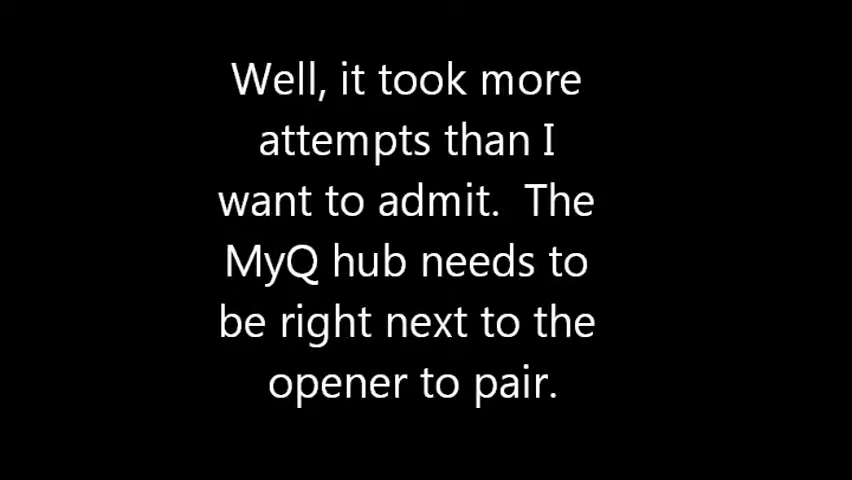 Well, it took more
attempts than I
want to admit.  The
MyQ hub needs to
be right next to the
opener to pair.